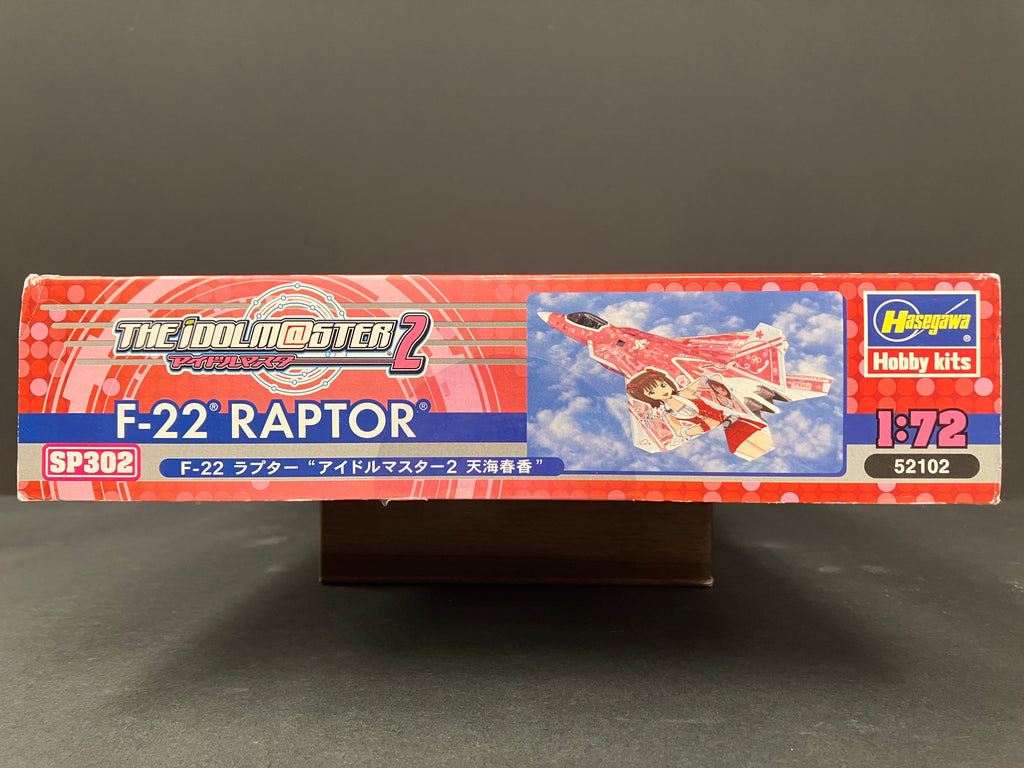 THE iDOLM@STER 2
アイドルマスター
F-22® RAPTOR®
SP302
F-22 ラプター “アイドルマスター2 天海春香”
Hasegawa®
Hobby kits
1:72
52102